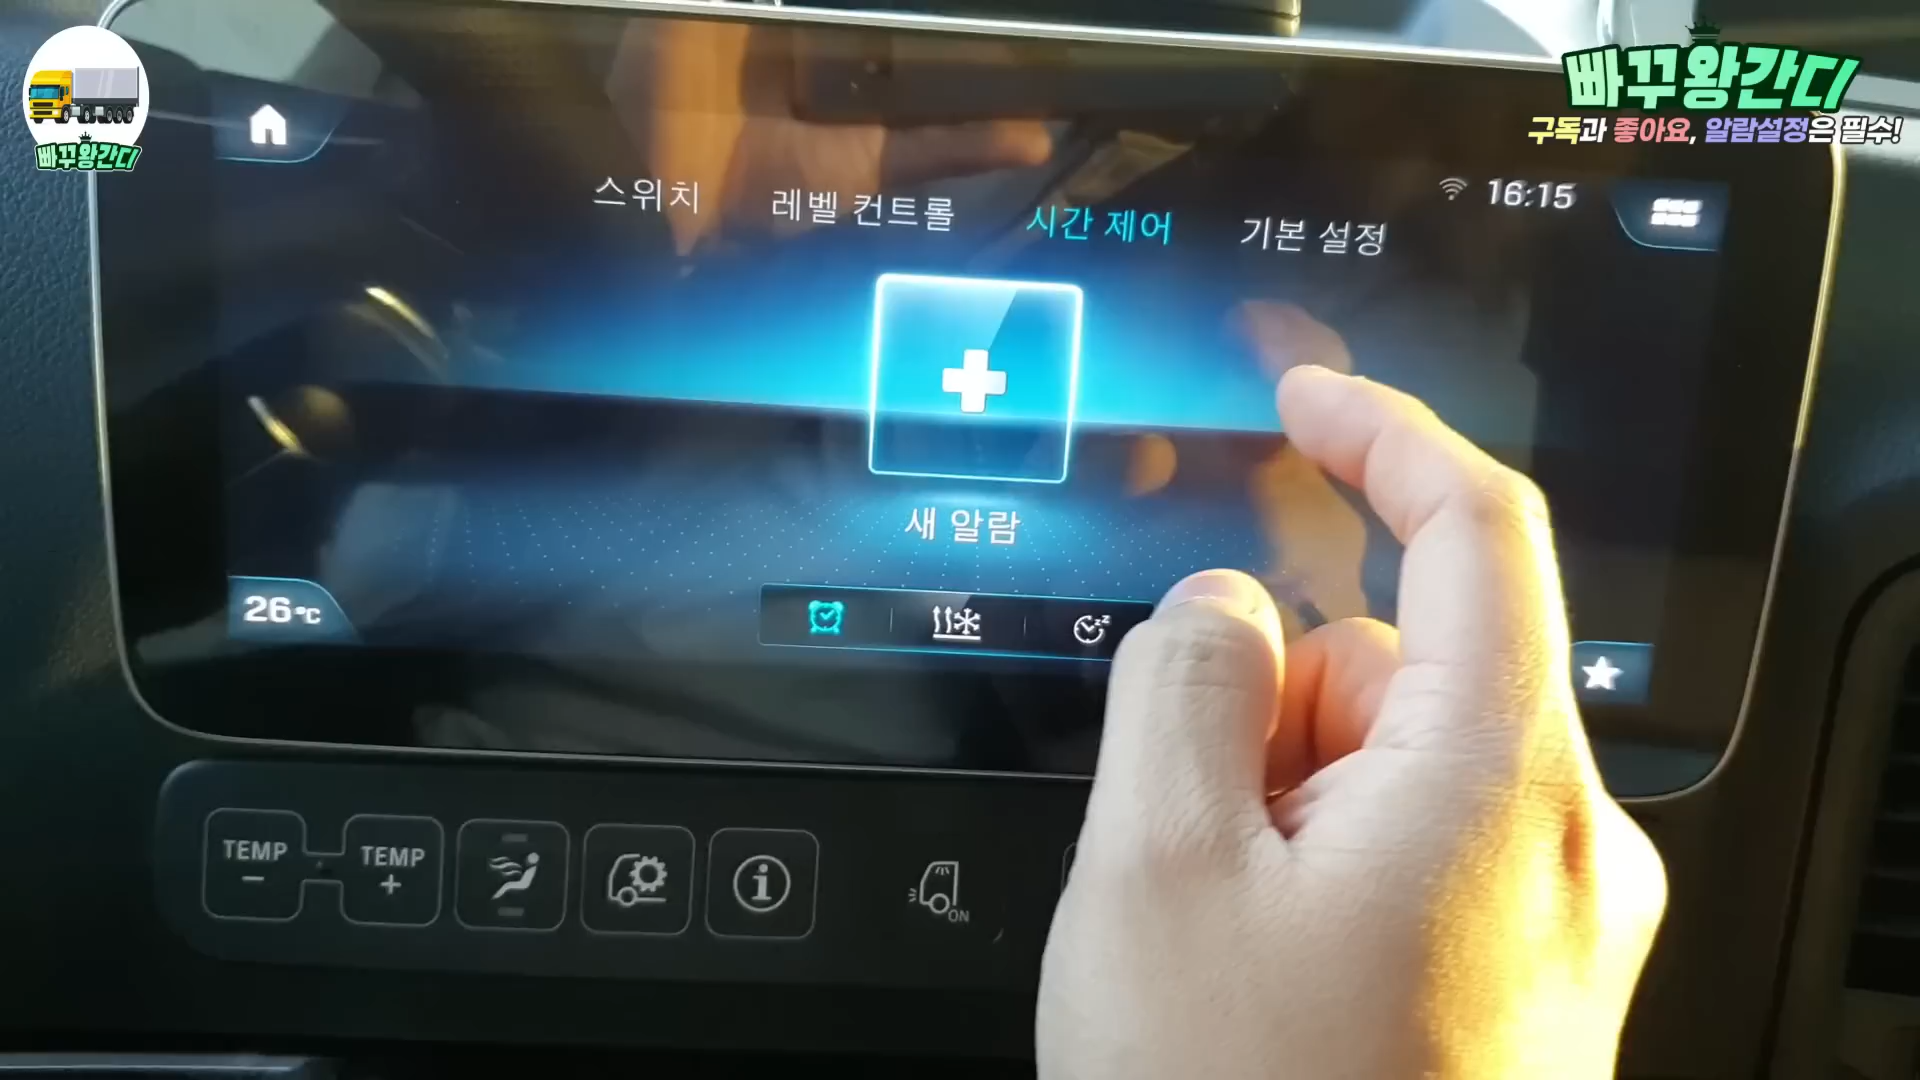 빠꾸왕간디
빠꾸왕간디
구독과 좋아요, 알람설정은 필수!
스위치
레벨 컨트롤
시간 제어
기본 설정
16:15
새 알람
26°C
zzz
TEMP
−
TEMP
+
i
ON